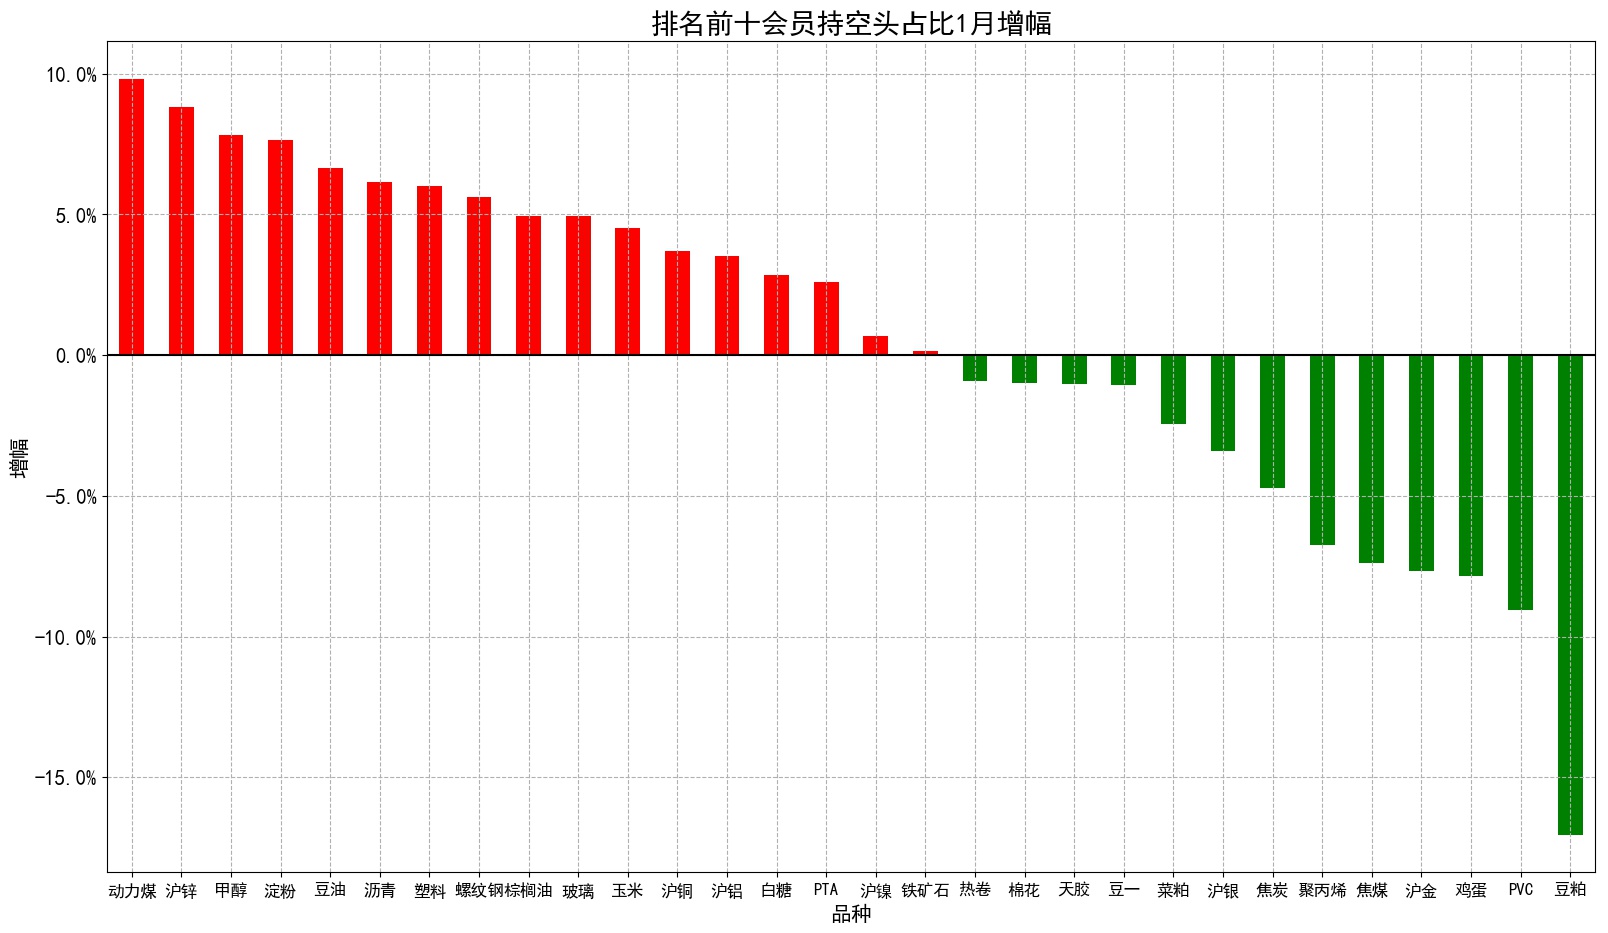 排名前十会员持空头占比1月增幅
10.0%
5.0%
0.0%
−5.0%
−10.0%
−15.0%
增幅
动力煤 沪锌 甲醇 淀粉 豆油 沥青 塑料 螺纹钢 棕榈油 玻璃 玉米 沪铜 沪铝 白糖 PTA 沪镍 铁矿石 热卷 棉花 天胶 豆一 菜粕 沪银 焦炭 聚丙烯 焦煤 沪金 鸡蛋 PVC 豆粕
品种